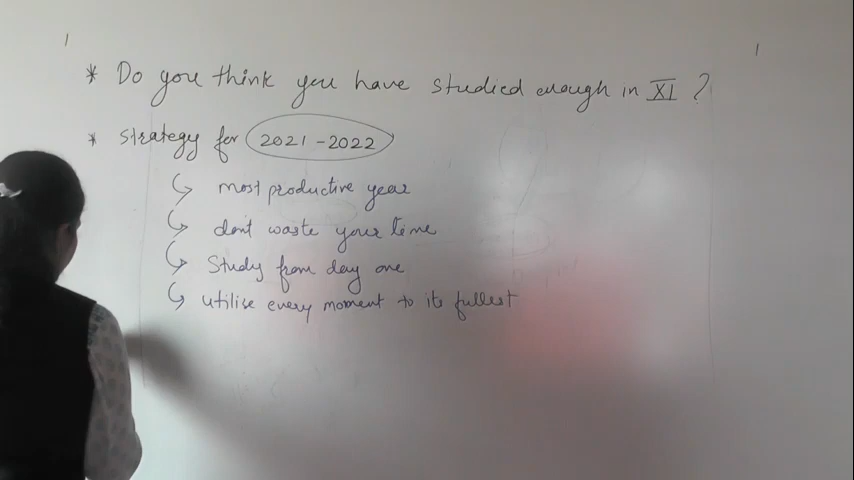 * Do you think you have studied enough in XI ?
* Strategy for 2021-2022
↳ most productive year
↳ don't waste your time
↳ Study from day one
↳ utilise every moment to its fullest